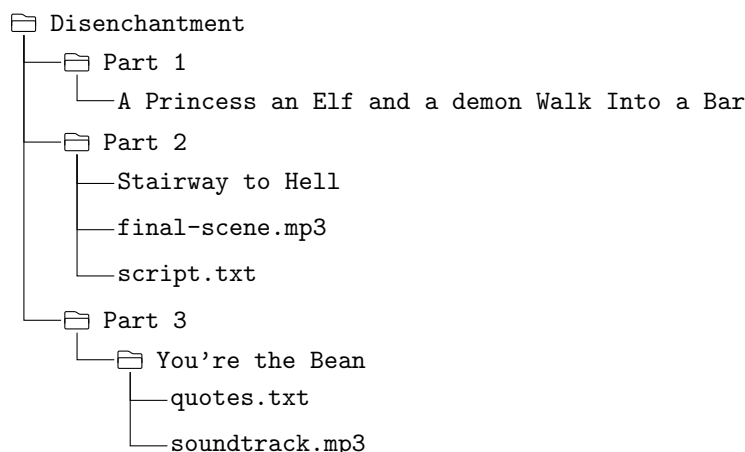 Disenchantment
Part 1
A Princess an Elf and a demon Walk Into a Bar
Part 2
Stairway to Hell
final-scene.mp3
script.txt
Part 3
You're the Bean
quotes.txt
soundtrack.mp3